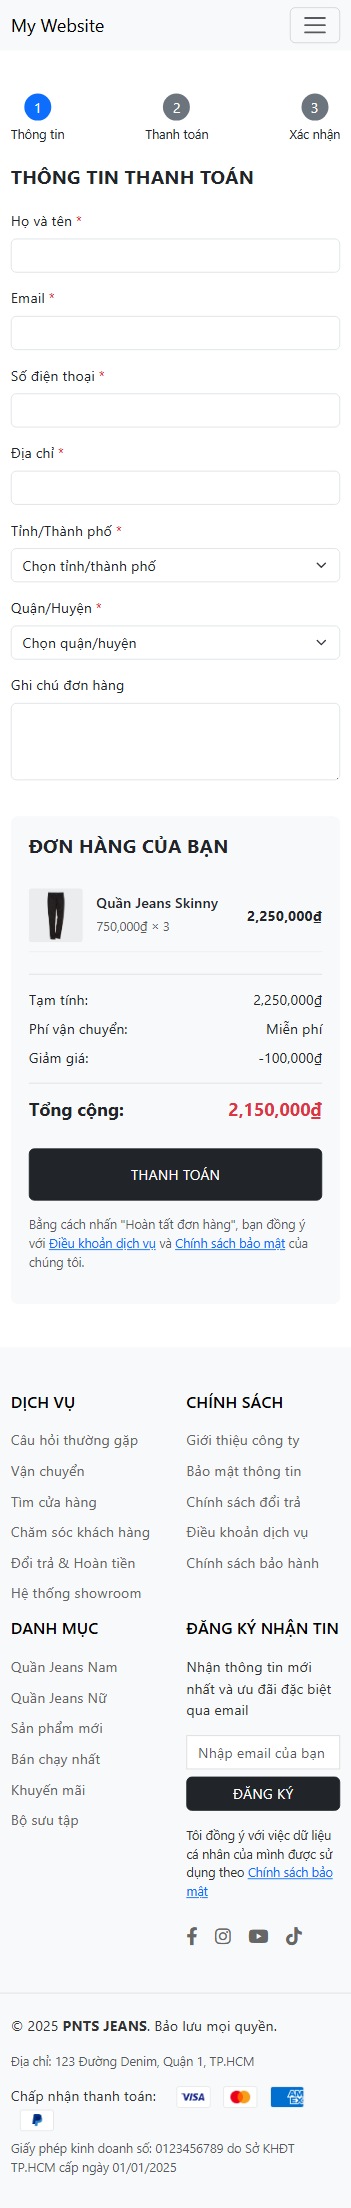 My Website
1 2 3
Thông tin Thanh toán Xác nhận
THÔNG TIN THANH TOÁN
Họ và tên *
Email *
Số điện thoại *
Địa chỉ *
Tỉnh/Thành phố *
Chọn tỉnh/thành phố
Quận/Huyện *
Chọn quận/huyện
Ghi chú đơn hàng
ĐƠN HÀNG CỦA BẠN
Quần Jeans Skinny 2,250,000₫
750,000₫ × 3
Tạm tính: 2,250,000₫
Phí vận chuyển: Miễn phí
Giảm giá: -100,000₫
Tổng cộng: 2,150,000₫
THANH TOÁN
Bằng cách nhấn "Hoàn tất đơn hàng", bạn đồng ý
với Điều khoản dịch vụ và Chính sách bảo mật của
chúng tôi.
DỊCH VỤ
Câu hỏi thường gặp
Vận chuyển
Tìm cửa hàng
Chăm sóc khách hàng
Đổi trả & Hoàn tiền
Hệ thống showroom
CHÍNH SÁCH
Giới thiệu công ty
Bảo mật thông tin
Chính sách đổi trả
Điều khoản dịch vụ
Chính sách bảo hành
DANH MỤC
Quần Jeans Nam
Quần Jeans Nữ
Sản phẩm mới
Bán chạy nhất
Khuyến mãi
Bộ sưu tập
ĐĂNG KÝ NHẬN TIN
Nhận thông tin mới
nhất và ưu đãi đặc biệt
qua email
Nhập email của bạn
ĐĂNG KÝ
Tôi đồng ý với việc dữ liệu
cá nhân của mình được sử
dụng theo Chính sách bảo
mật
© 2025 PNTS JEANS. Bảo lưu mọi quyền.
Địa chỉ: 123 Đường Denim, Quận 1, TP.HCM
Chấp nhận thanh toán: VISA AMEX
Giấy phép kinh doanh số: 0123456789 do Sở KHĐT
TP.HCM cấp ngày 01/01/2025